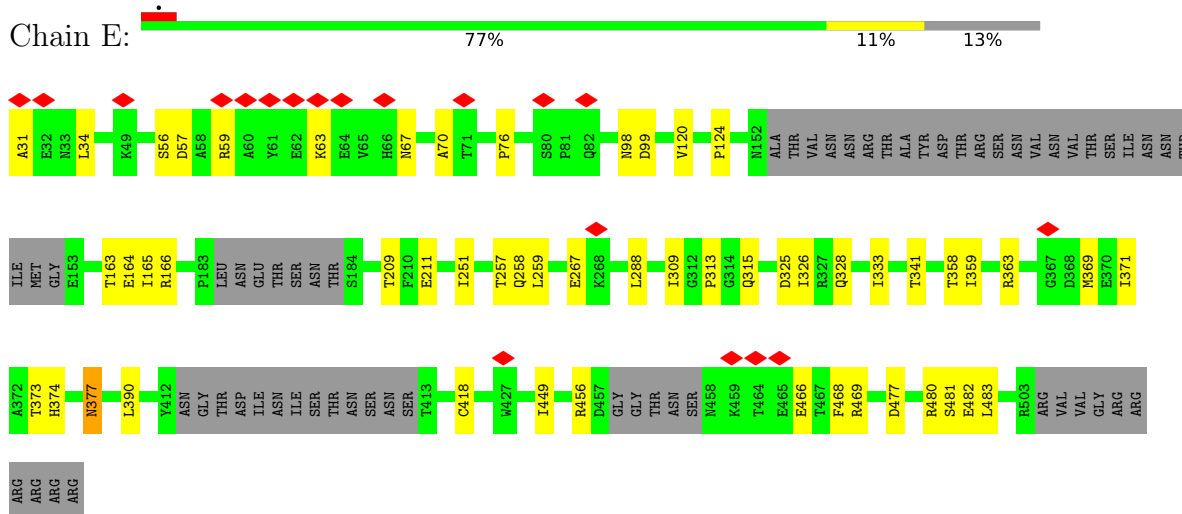 Chain E:
77% 11% 13%
A31 E32 N33 L34 K49 S56 D57 A58 R59 A60 Y61 E62 K63 E64 V65 H66 N67 A70 T71 P76 S80 P81 Q82 N98 D99 V120 P124 N152 ALA THR VAL ASN ASN ARG THR ALA TYR ASP THR ARG SER ASN VAL ASN VAL THR SER ILE ASN ASN
ILE MET GLY E153 T163 E164 I165 R166 P183 LEU ASN GLU THR SER ASN THR S184 T209 F210 E211 I251 T257 Q258 L259 E267 K268 L288 I309 G312 P313 G314 Q315 D325 I326 R327 Q328 I333 T341 T358 I359 R363 G367 D368 M369 E370 I371
A372 T373 H374 N377 L390 Y412 ASN GLY THR ASP ILE ASN ILE SER THR ASN SER ASN SER T413 C418 W427 I449 R456 D457 GLY GLY THR ASN SER N458 K459 T464 E465 E466 T467 F468 R469 D477 R480 S481 E482 L483 R503 ARG VAL VAL GLY ARG ARG
ARG ARG ARG ARG